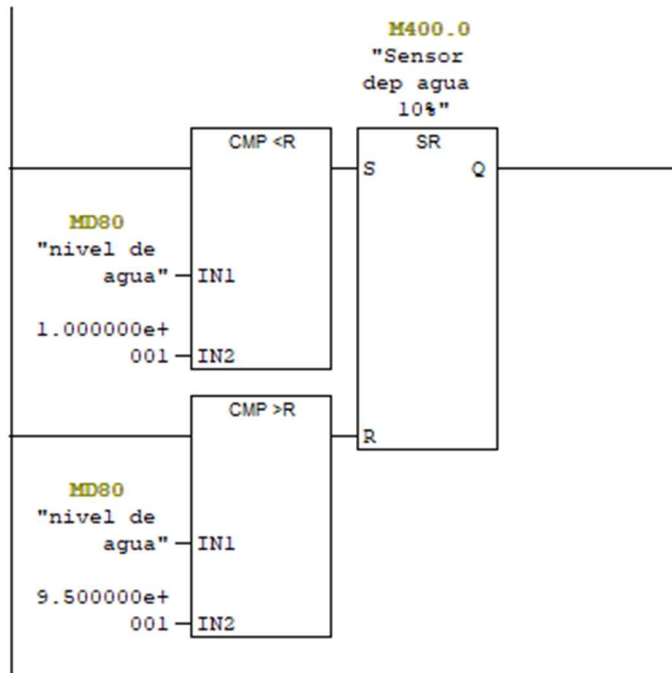 M400.0
"Sensor
dep agua
10%"
CMP <R
SR
S
Q
MD80
"nivel de
agua"
IN1
1.000000e+
001
IN2
CMP >R
R
MD80
"nivel de
agua"
IN1
9.500000e+
001
IN2